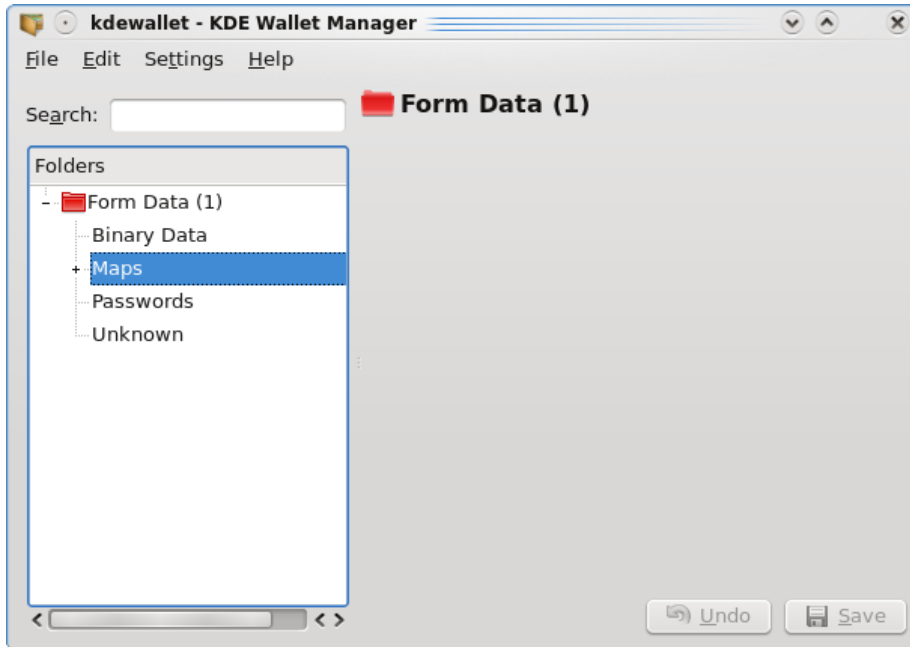 kdewallet - KDE Wallet Manager
File Edit Settings Help
Search:
Form Data (1)
Folders
Form Data (1)
Binary Data
Maps
Passwords
Unknown
Undo Save